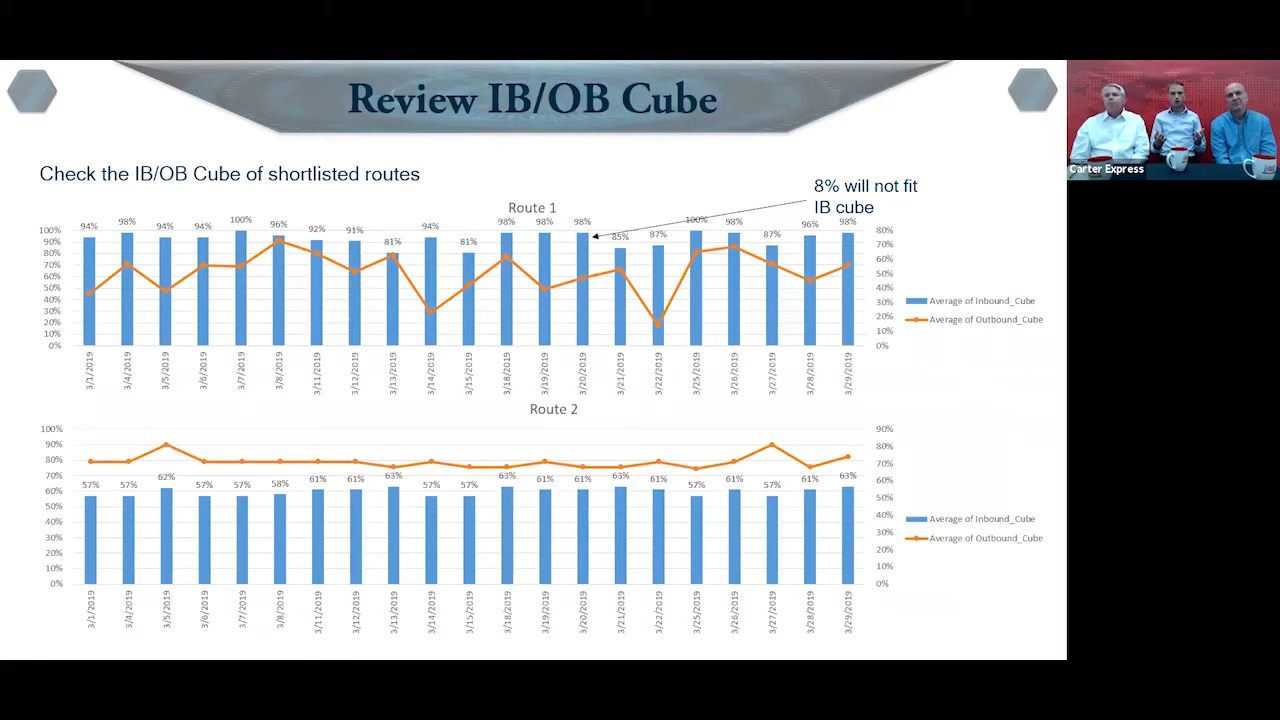 Review IB/OB Cube
Carter Express
Check the IB/OB Cube of shortlisted routes
8% will not fit
IB cube
Route 1
94% 98% 94% 94% 100% 96% 92% 91% 81% 94% 81% 98% 98% 98% 85% 87% 100% 98% 87% 96% 98%
100% 80%
90% 70%
80% 60%
70% 50%
60% 40%
50% 30%
40% 20%
30% 10%
20% 0%
10%
0%
Average of Inbound_Cube
Average of Outbound_Cube
3/1/2019 3/4/2019 3/5/2019 3/6/2019 3/7/2019 3/8/2019 3/11/2019 3/12/2019 3/13/2019 3/14/2019 3/15/2019 3/18/2019 3/19/2019 3/20/2019 3/21/2019 3/22/2019 3/25/2019 3/26/2019 3/27/2019 3/28/2019 3/29/2019
Route 2
100% 90%
90% 80%
80% 70%
70% 60%
60% 50%
50% 40%
40% 30%
30% 20%
20% 10%
10% 0%
0%
57% 57% 62% 57% 57% 58% 61% 61% 63% 57% 57% 63% 61% 61% 63% 61% 57% 61% 57% 61% 63%
Average of Inbound_Cube
Average of Outbound_Cube
3/1/2019 3/4/2019 3/5/2019 3/6/2019 3/7/2019 3/8/2019 3/11/2019 3/12/2019 3/13/2019 3/14/2019 3/15/2019 3/18/2019 3/19/2019 3/20/2019 3/21/2019 3/22/2019 3/25/2019 3/26/2019 3/27/2019 3/28/2019 3/29/2019